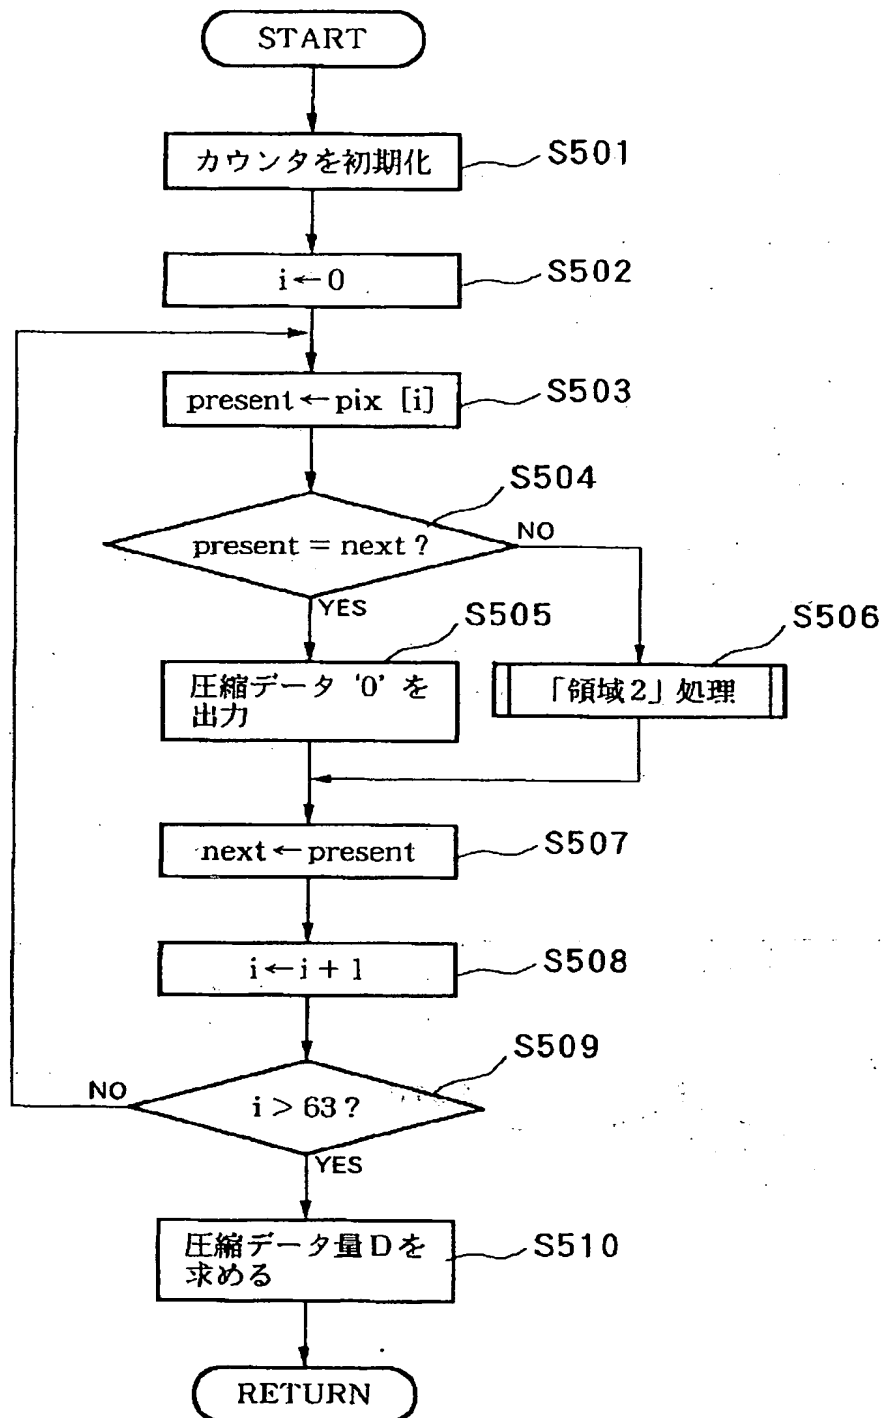 START
カウンタを初期化
S501
i←0
S502
present←pix [i]
S503
S504
present = next ?
NO
YES
S505
S506
圧縮データ '0' を
出力
「領域2」処理
next←present
S507
i←i + 1
S508
S509
NO
i > 63 ?
YES
圧縮データ量Dを
求める
S510
RETURN